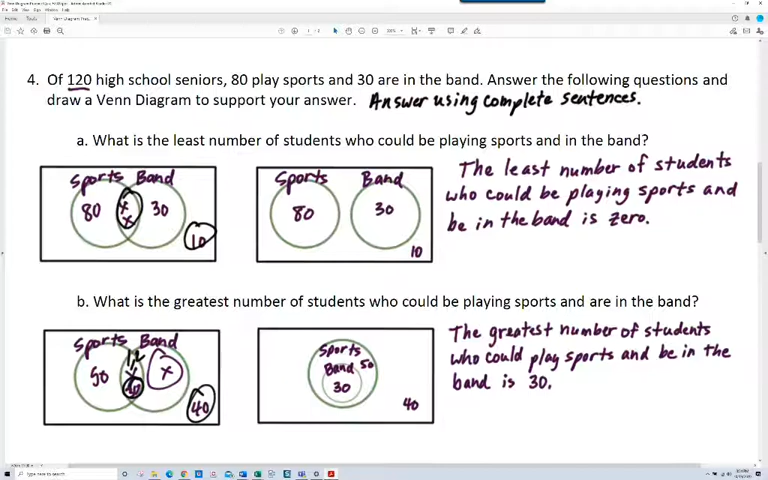 Home Tools
4. Of 120 high school seniors, 80 play sports and 30 are in the band. Answer the following questions and
draw a Venn Diagram to support your answer. Answer using complete sentences.
a. What is the least number of students who could be playing sports and in the band?
Sports Band
80 x x 30
10
Sports Band
80 30
10
The least number of students
who could be playing sports and
be in the band is zero.
b. What is the greatest number of students who could be playing sports and are in the band?
Sports Band
50 x
40
Sports
Band 50
30
40
The greatest number of students
who could play sports and be in the
band is 30.
Type here to search